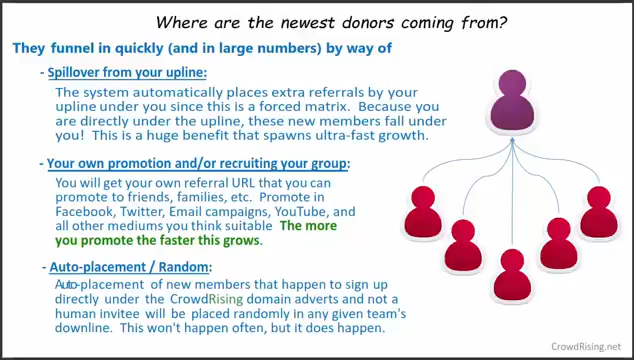 Where are the newest donors coming from?
They funnel in quickly (and in large numbers) by way of
- Spillover from your upline:
The system automatically places extra referrals by your
upline under you since this is a forced matrix. Because you
are directly under the upline, these new members fall under
you! This is a huge benefit that spawns ultra-fast growth.
- Your own promotion and/or recruiting your group:
You will get your own referral URL that you can
promote to friends, families, etc. Promote in
Facebook, Twitter, Email campaigns, YouTube, and
all other mediums you think suitable The more
you promote the faster this grows.
- Auto-placement / Random:
Auto-placement of new members that happen to sign up
directly under the CrowdRising domain adverts and not a
human invitee will be placed randomly in any given team's
downline. This won't happen often, but it does happen.
CrowdRising.net